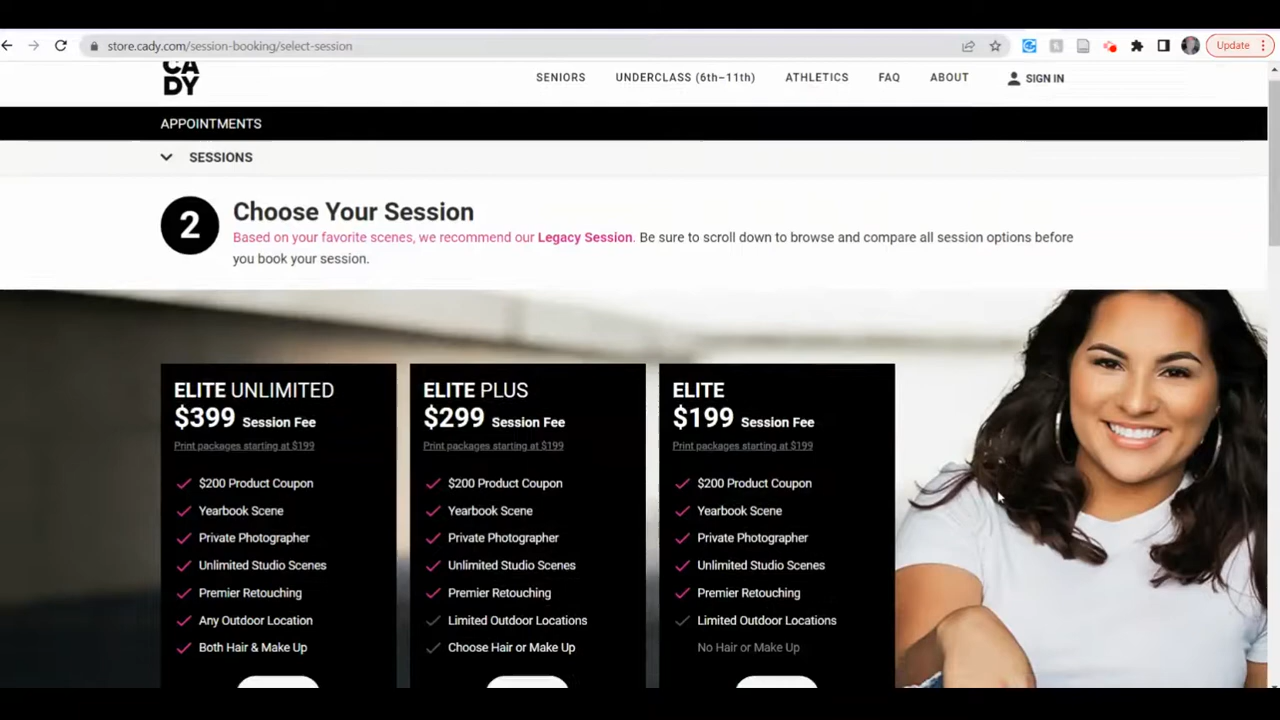 store.cady.com/session-booking/select-session
Update
CA
DY
SENIORS
UNDERCLASS (6th–11th)
ATHLETICS
FAQ
ABOUT
SIGN IN
APPOINTMENTS
SESSIONS
2
Choose Your Session
Based on your favorite scenes, we recommend our Legacy Session. Be sure to scroll down to browse and compare all session options before
you book your session.
ELITE UNLIMITED
$399 Session Fee
Print packages starting at $199
$200 Product Coupon
Yearbook Scene
Private Photographer
Unlimited Studio Scenes
Premier Retouching
Any Outdoor Location
Both Hair & Make Up
ELITE PLUS
$299 Session Fee
Print packages starting at $199
$200 Product Coupon
Yearbook Scene
Private Photographer
Unlimited Studio Scenes
Premier Retouching
Limited Outdoor Locations
Choose Hair or Make Up
ELITE
$199 Session Fee
Print packages starting at $199
$200 Product Coupon
Yearbook Scene
Private Photographer
Unlimited Studio Scenes
Premier Retouching
Limited Outdoor Locations
No Hair or Make Up